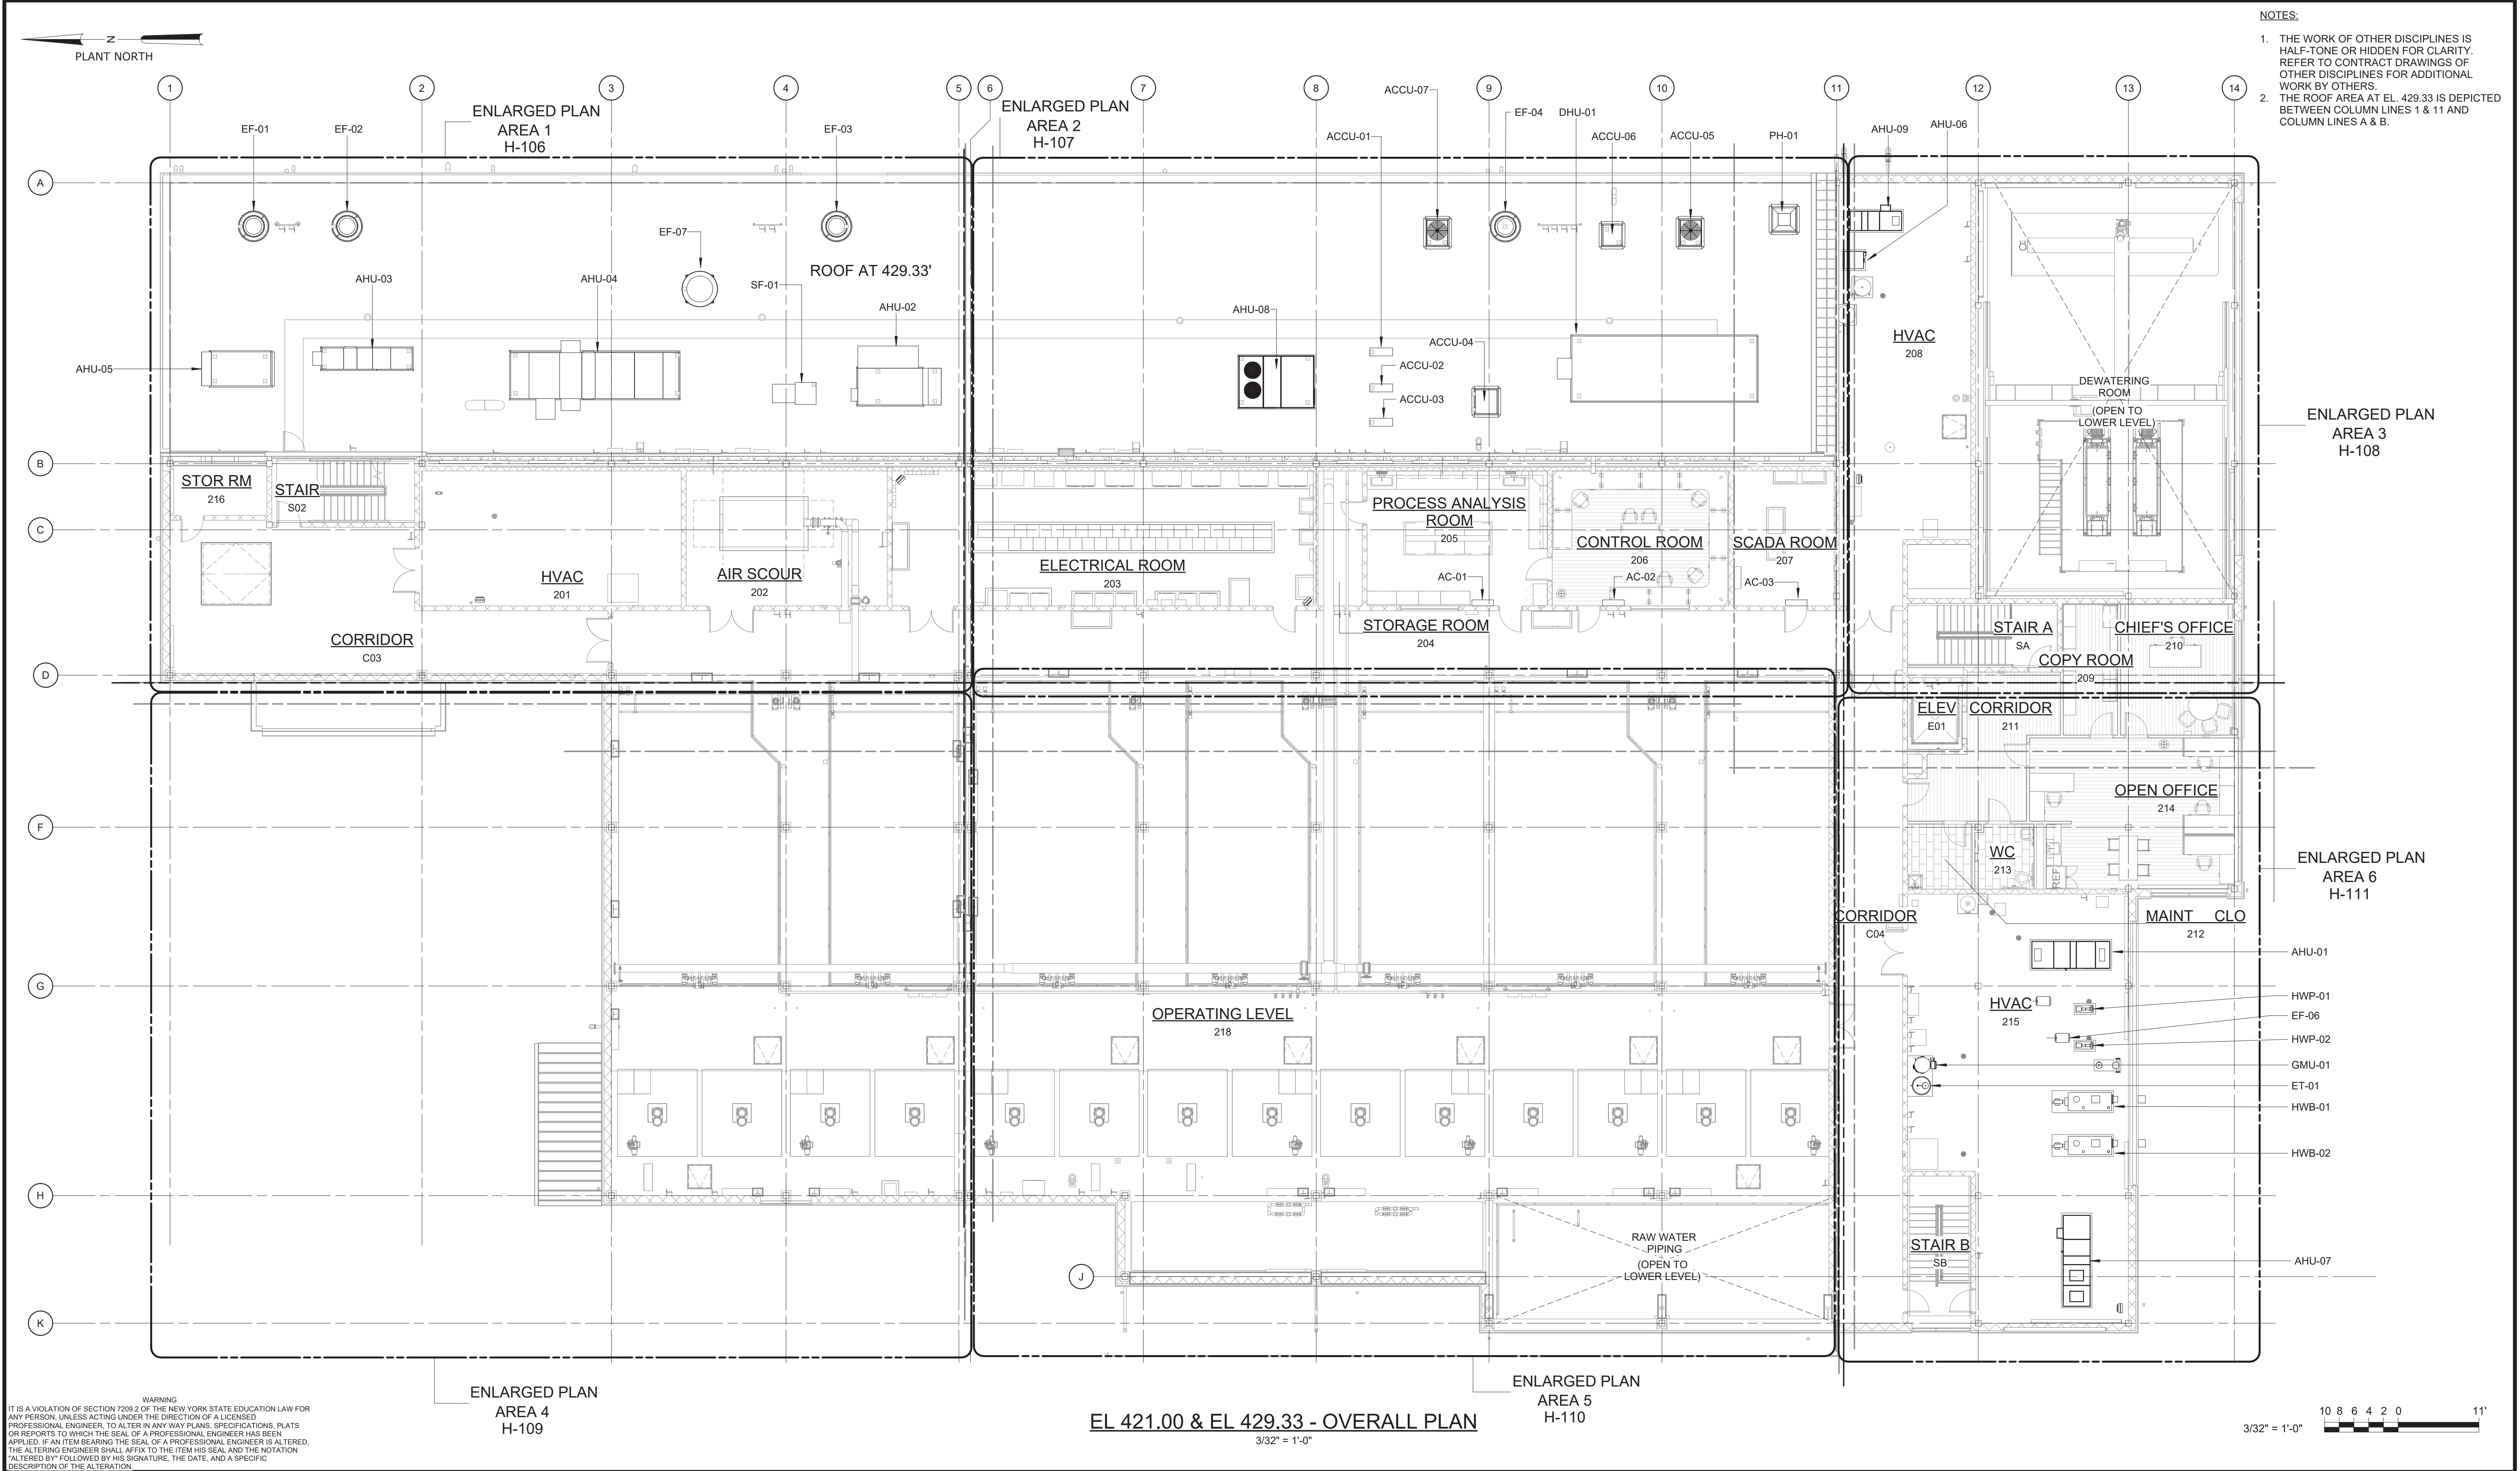 NOTES:
1. THE WORK OF OTHER DISCIPLINES IS
HALF-TONE OR HIDDEN FOR CLARITY.
REFER TO CONTRACT DRAWINGS OF
OTHER DISCIPLINES FOR ADDITIONAL
WORK BY OTHERS.
2. THE ROOF AREA AT EL. 429.33 IS DEPICTED
BETWEEN COLUMN LINES 1 & 11 AND
COLUMN LINES A & B.
N
PLANT NORTH
1
2
3
4
5
6
7
8
9
10
11
12
13
14
ENLARGED PLAN
AREA 1
H-106
ENLARGED PLAN
AREA 2
H-107
EF-01
EF-02
EF-03
ACCU-07
ACCU-01
EF-04
DHU-01
ACCU-06
ACCU-05
PH-01
AHU-09
AHU-06
A
EF-07
ROOF AT 429.33'
AHU-03
AHU-04
SF-01
AHU-02
AHU-08
ACCU-04
ACCU-02
ACCU-03
AHU-05
HVAC
208
DEWATERING
ROOM
(OPEN TO
LOWER LEVEL)
ENLARGED PLAN
AREA 3
H-108
B
STOR RM
216
STAIR
S02
C
HVAC
201
AIR SCOUR
202
ELECTRICAL ROOM
203
PROCESS ANALYSIS
ROOM
205
AC-01
CONTROL ROOM
206
AC-02
SCADA ROOM
207
AC-03
CORRIDOR
C03
STORAGE ROOM
204
STAIR A
SA
CHIEF'S OFFICE
210
COPY ROOM
209
D
ELEV
E01
CORRIDOR
211
OPEN OFFICE
214
F
WC
213
REF
ENLARGED PLAN
AREA 6
H-111
CORRIDOR
C04
MAINT CLO
212
AHU-01
G
OPERATING LEVEL
218
HVAC
215
HWP-01
EF-06
HWP-02
GMU-01
ET-01
HWB-01
HWB-02
H
RAW WATER
PIPING
(OPEN TO
LOWER LEVEL)
STAIR B
SB
AHU-07
J
K
ENLARGED PLAN
AREA 4
H-109
ENLARGED PLAN
AREA 5
H-110
EL 421.00 & EL 429.33 - OVERALL PLAN
3/32" = 1'-0"
3/32" = 1'-0"
10 8 6 4 2 0 11'
WARNING
IT IS A VIOLATION OF SECTION 7209.2 OF THE NEW YORK STATE EDUCATION LAW FOR
ANY PERSON, UNLESS ACTING UNDER THE DIRECTION OF A LICENSED
PROFESSIONAL ENGINEER, TO ALTER IN ANY WAY PLANS, SPECIFICATIONS, PLATS
OR REPORTS TO WHICH THE SEAL OF A PROFESSIONAL ENGINEER HAS BEEN
APPLIED. IF AN ITEM BEARING THE SEAL OF A PROFESSIONAL ENGINEER IS ALTERED,
THE ALTERING ENGINEER SHALL AFFIX TO THE ITEM HIS SEAL AND THE NOTATION
"ALTERED BY" FOLLOWED BY HIS SIGNATURE, THE DATE, AND A SPECIFIC
DESCRIPTION OF THE ALTERATION.